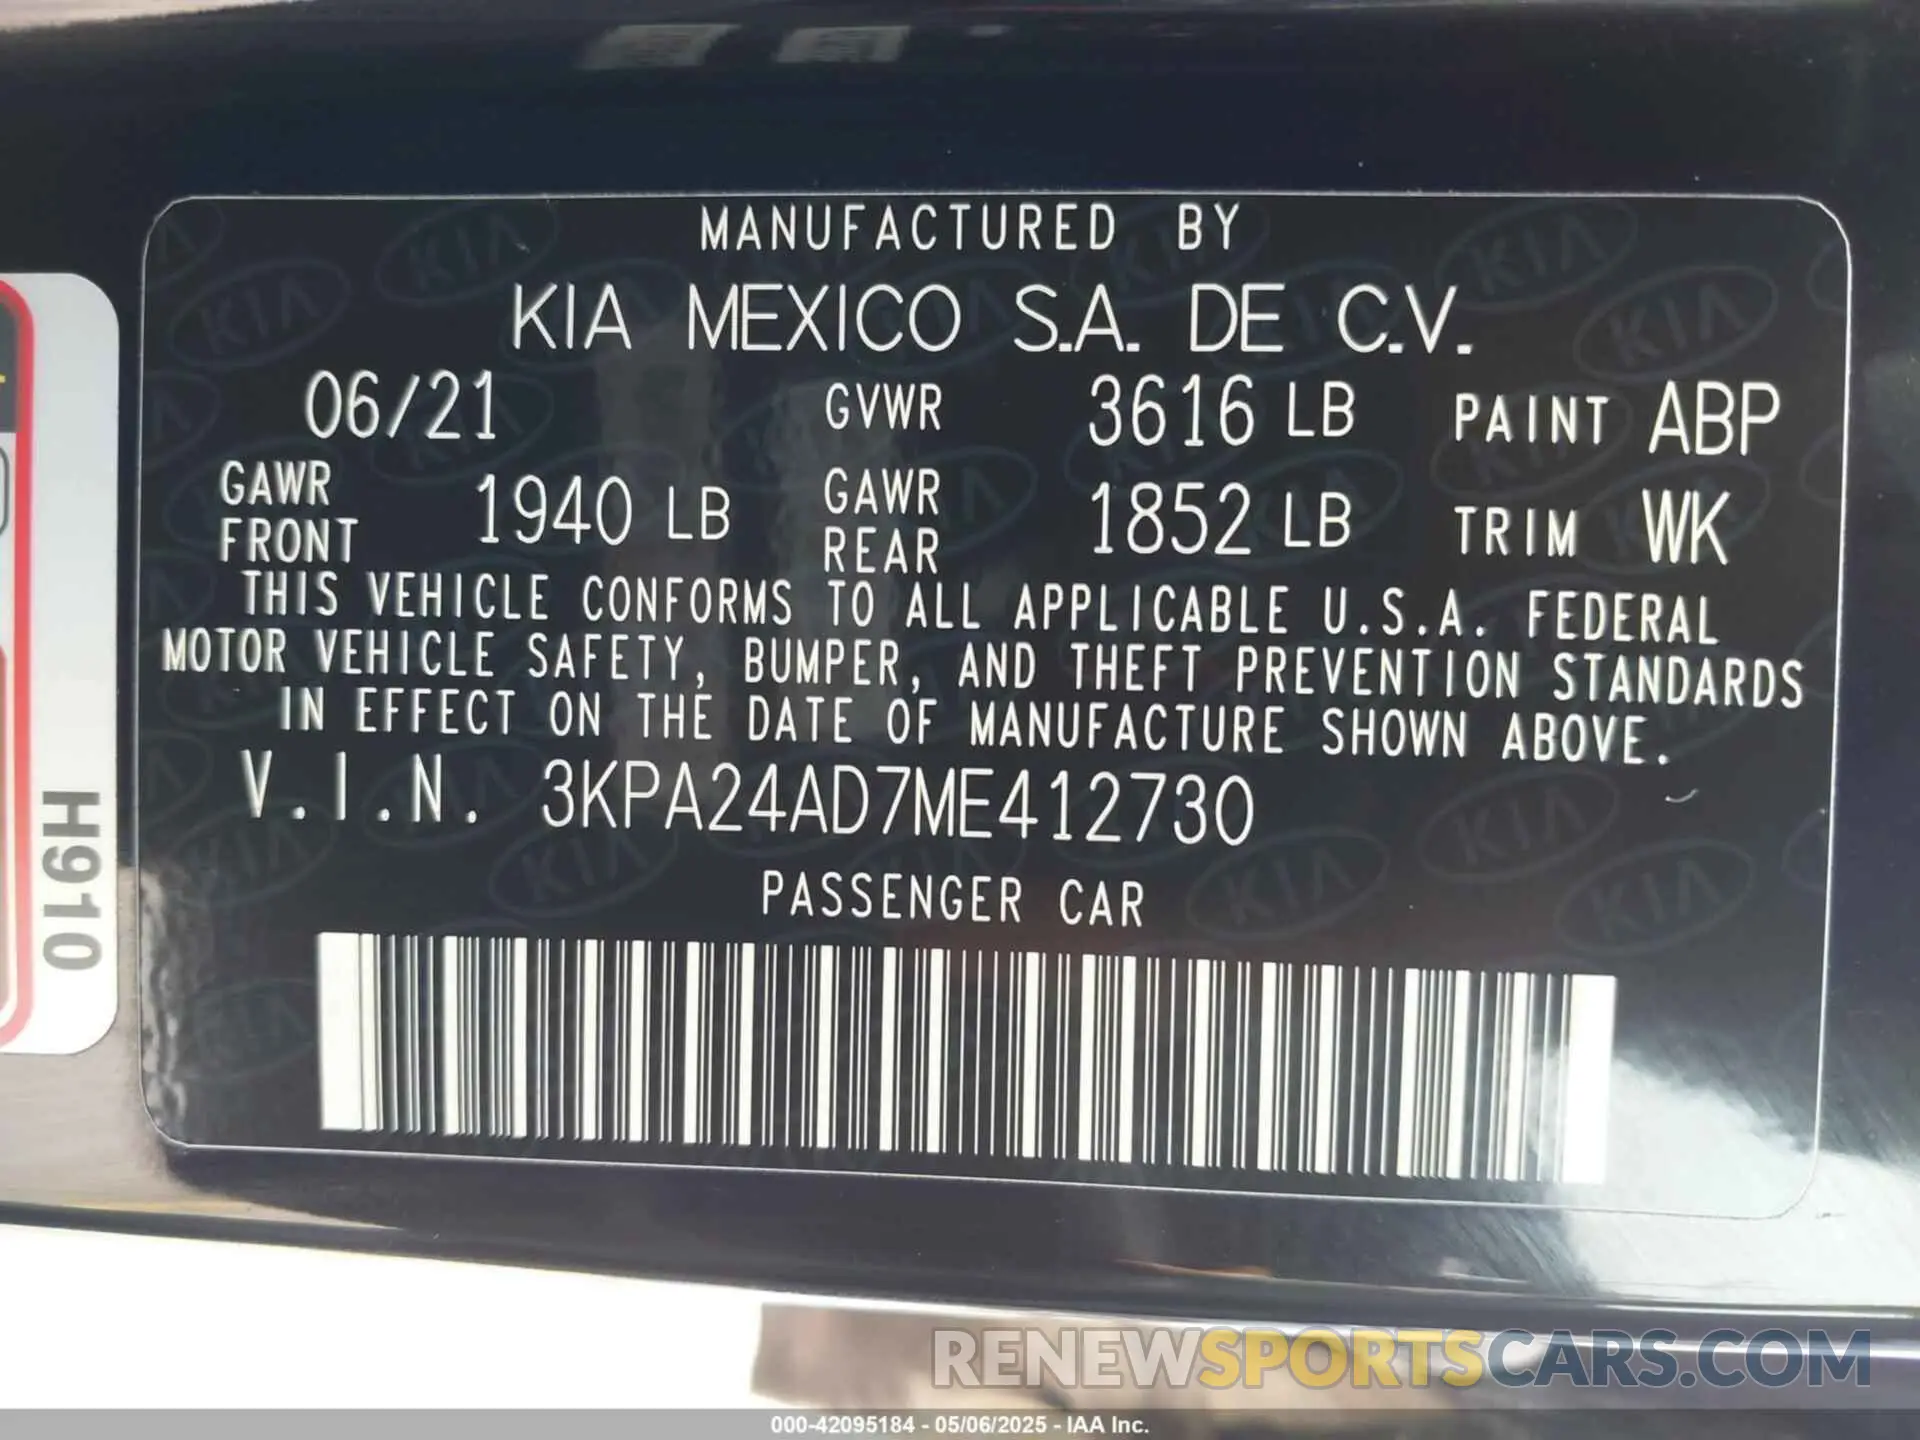 MANUFACTURED BY
KIA MEXICO S.A. DE C.V.
06/21 GVWR 3616 LB PAINT ABP
GAWR FRONT 1940 LB GAWR REAR 1852 LB TRIM WK
THIS VEHICLE CONFORMS TO ALL APPLICABLE U.S.A. FEDERAL
MOTOR VEHICLE SAFETY, BUMPER, AND THEFT PREVENTION STANDARDS
IN EFFECT ON THE DATE OF MANUFACTURE SHOWN ABOVE.
V.I.N. 3KPA24AD7ME412730
PASSENGER CAR
H910
RENEWSPORTSCARS.COM
000-42095184 - 05/06/2025 - IAA Inc.